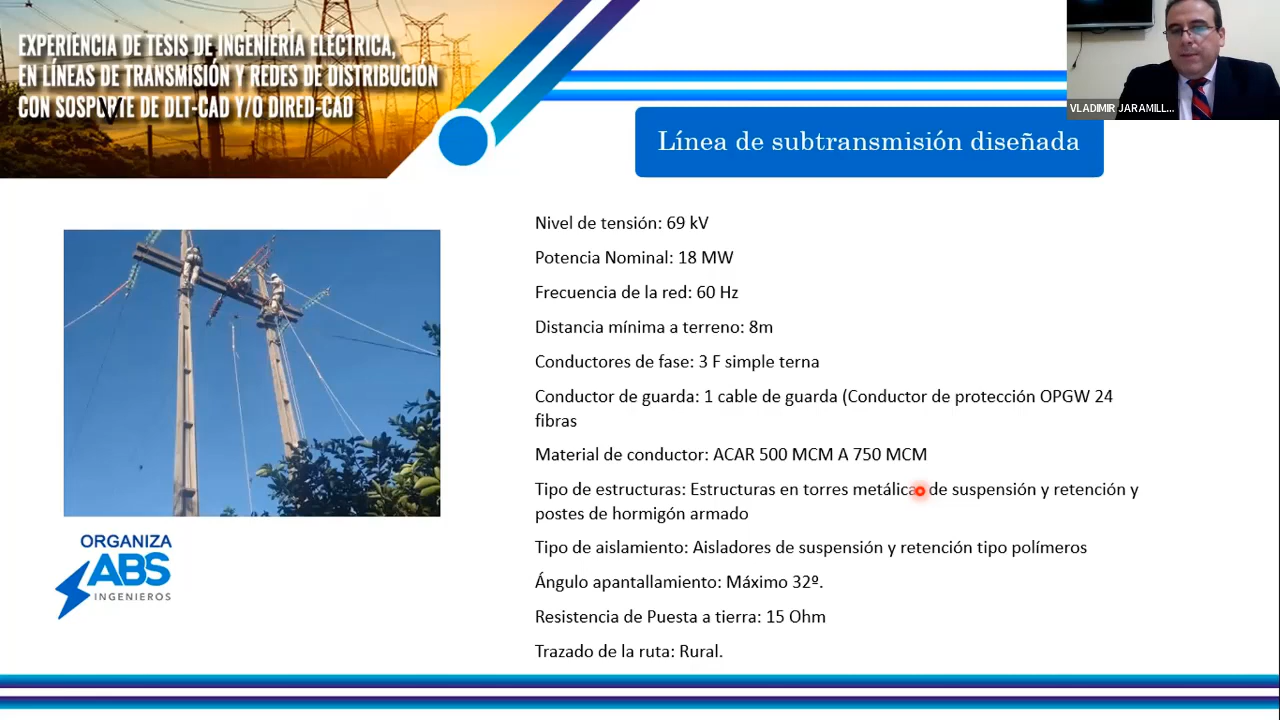 EXPERIENCIA DE TESIS DE INGENIERÍA ELÉCTRICA,
EN LÍNEAS DE TRANSMISIÓN Y REDES DE DISTRIBUCIÓN
CON SOSPORTE DE DLT-CAD Y/O DIRED-CAD
VLADIMIR JARAMILL...
Línea de subtransmisión diseñada
Nivel de tensión: 69 kV
Potencia Nominal: 18 MW
Frecuencia de la red: 60 Hz
Distancia mínima a terreno: 8m
Conductores de fase: 3 F simple terna
Conductor de guarda: 1 cable de guarda (Conductor de protección OPGW 24
fibras
Material de conductor: ACAR 500 MCM A 750 MCM
Tipo de estructuras: Estructuras en torres metálicas de suspensión y retención y
postes de hormigón armado
Tipo de aislamiento: Aisladores de suspensión y retención tipo polímeros
Ángulo apantallamiento: Máximo 32º.
Resistencia de Puesta a tierra: 15 Ohm
Trazado de la ruta: Rural.
ORGANIZA
ABS
INGENIEROS